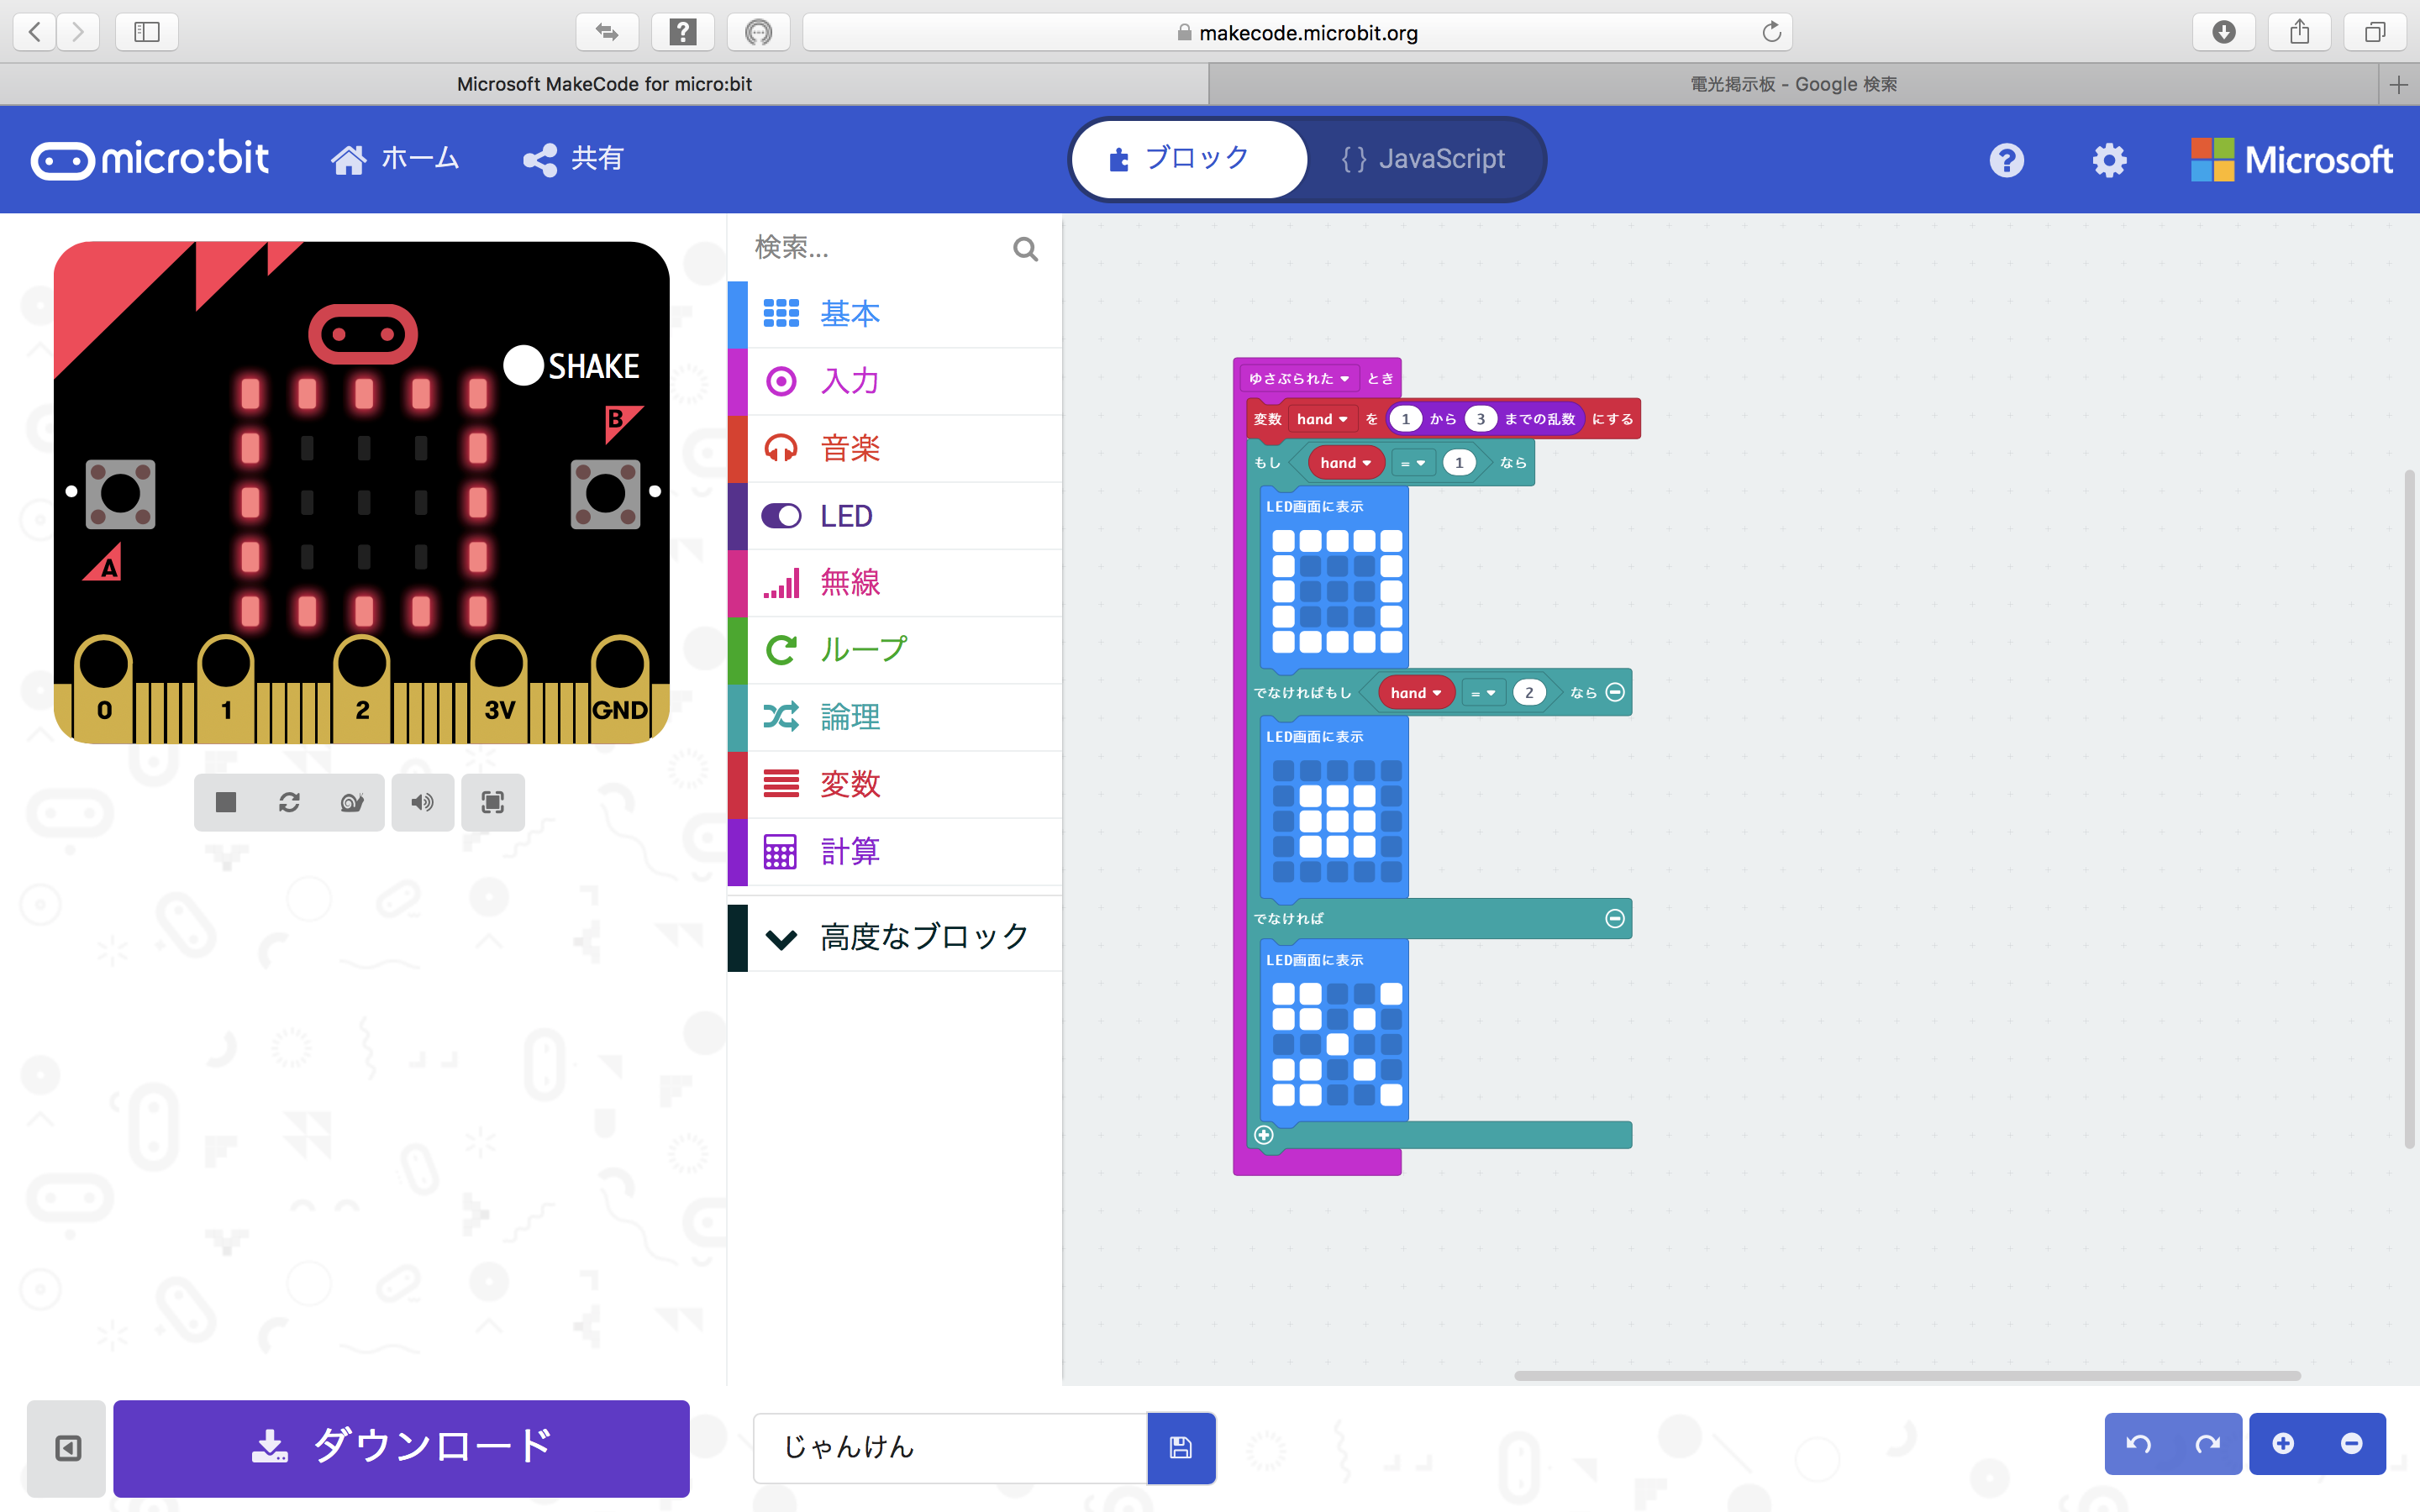 makecode.microbit.org
Microsoft MakeCode for micro:bit
電光掲示板 - Google 検索
micro:bit
ホーム
共有
ブロック
{ } JavaScript
Microsoft
SHAKE
B
A
0 1 2 3V GND
検索...
基本
入力
音楽
LED
無線
ループ
論理
変数
計算
高度なブロック
ゆさぶられた とき
変数 hand を 1 から 3 までの乱数 にする
もし hand = 1 なら
LED画面に表示
でなければもし hand = 2 なら
LED画面に表示
でなければ
LED画面に表示
ダウンロード
じゃんけん